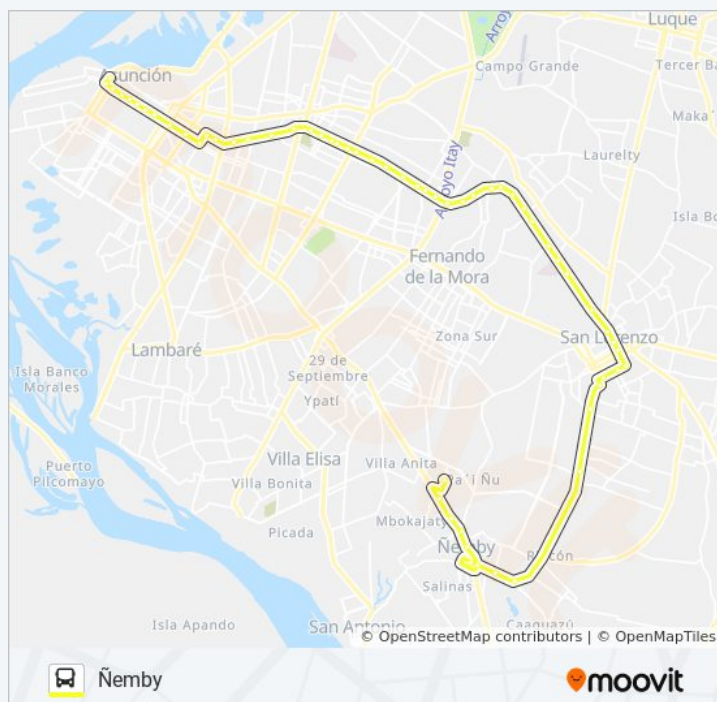 Luque
Asunción
Arroyo
Campo Grande
Tercer Ba
Maka´
Laurelty
Arroyo Itay
Isla Bo
Fernando
de la Mora
San Lorenzo
Zona Sur
Lambaré
Isla Banco
Morales
29 de
Septiembre
Ypatí
Villa Elisa
Villa Anita
Pa´i Ñu
Puerto
Pilcomayo
Villa Bonita
Mbokajaty
Picada
Ñemby
Rincón
Salinas
Isla Apando
San Antonio
Caaguazú
© OpenStreetMap contributors | © OpenMapTiles
Ñemby
moovit